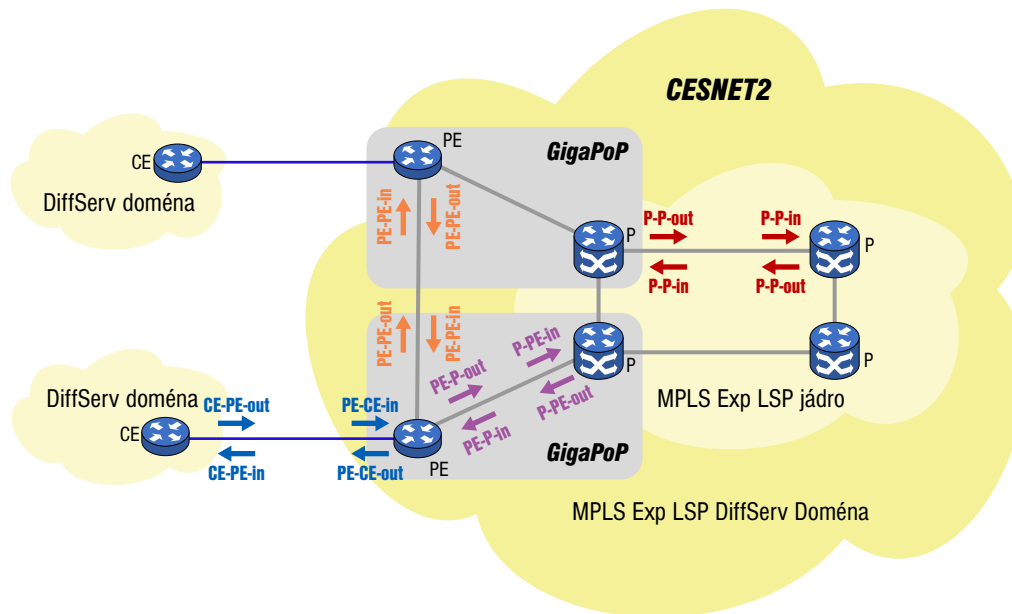 CESNET2
PE
GigaPoP
CE
DiffServ doména
PE-PE-in
PE-PE-out
P
P-P-out
P-P-in
P
P-P-in
P-P-out
PE-PE-out
PE-PE-in
P-PE-in
PE-P-out
P
P
DiffServ doména
P-PE-out
MPLS Exp LSP jádro
CE-PE-out
PE-CE-in
PE-P-in
CE
GigaPoP
CE-PE-in
PE-CE-out
PE
MPLS Exp LSP DiffServ Doména